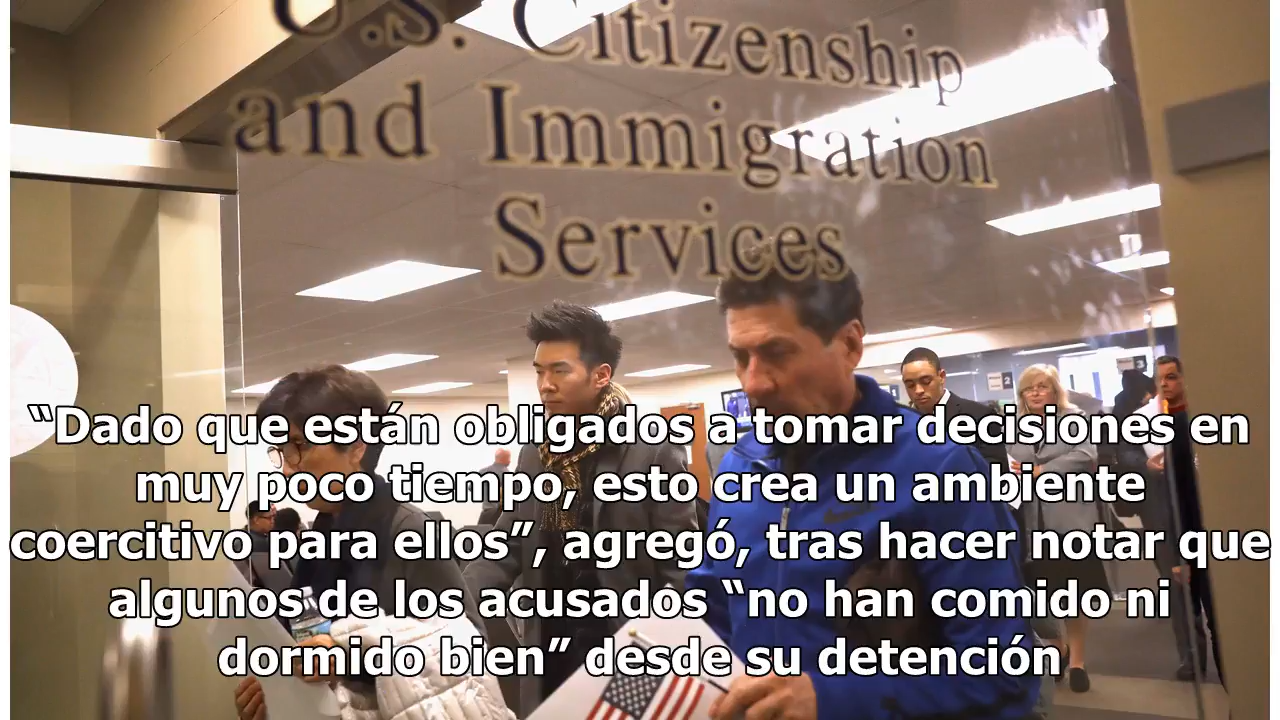 U.S. Citizenship
and Immigration
Services
“Dado que están obligados a tomar decisiones en
muy poco tiempo, esto crea un ambiente
coercitivo para ellos”, agregó, tras hacer notar que
algunos de los acusados “no han comido ni
dormido bien” desde su detención